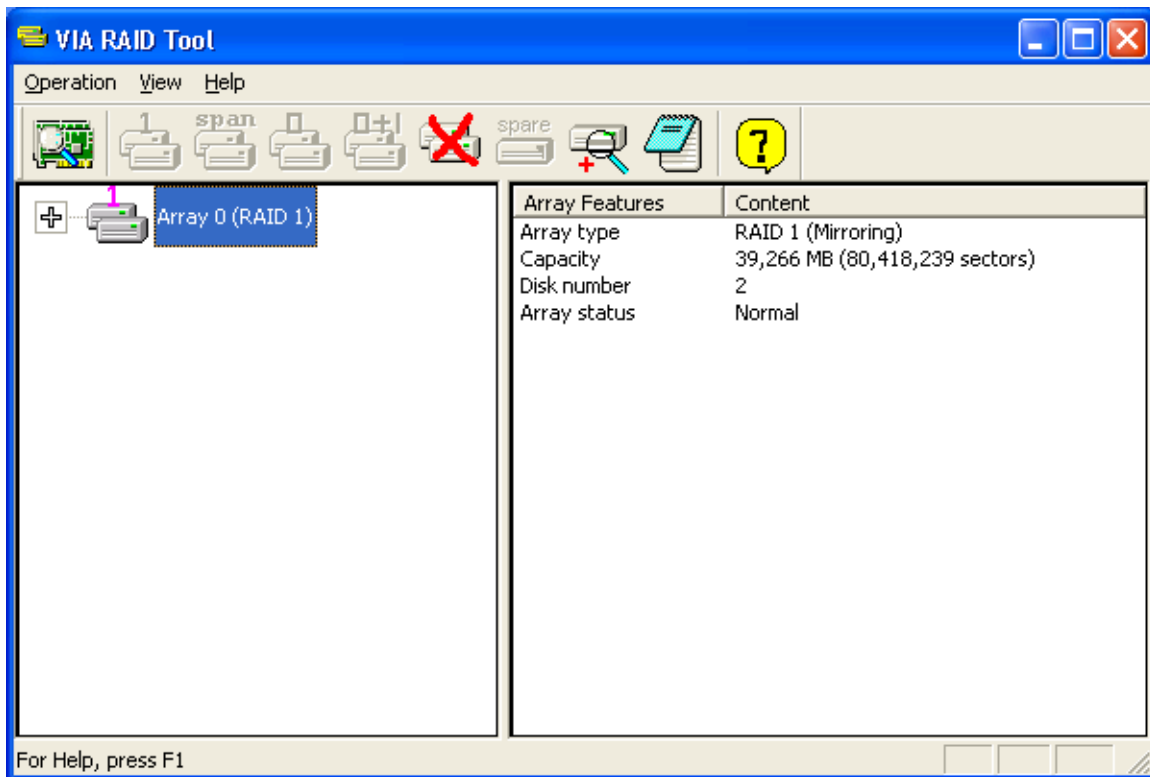 VIA RAID Tool
Operation View Help
1 span 0 0+1 spare ?
1
Array 0 (RAID 1)
Array Features Content
Array type RAID 1 (Mirroring)
Capacity 39,266 MB (80,418,239 sectors)
Disk number 2
Array status Normal
For Help, press F1